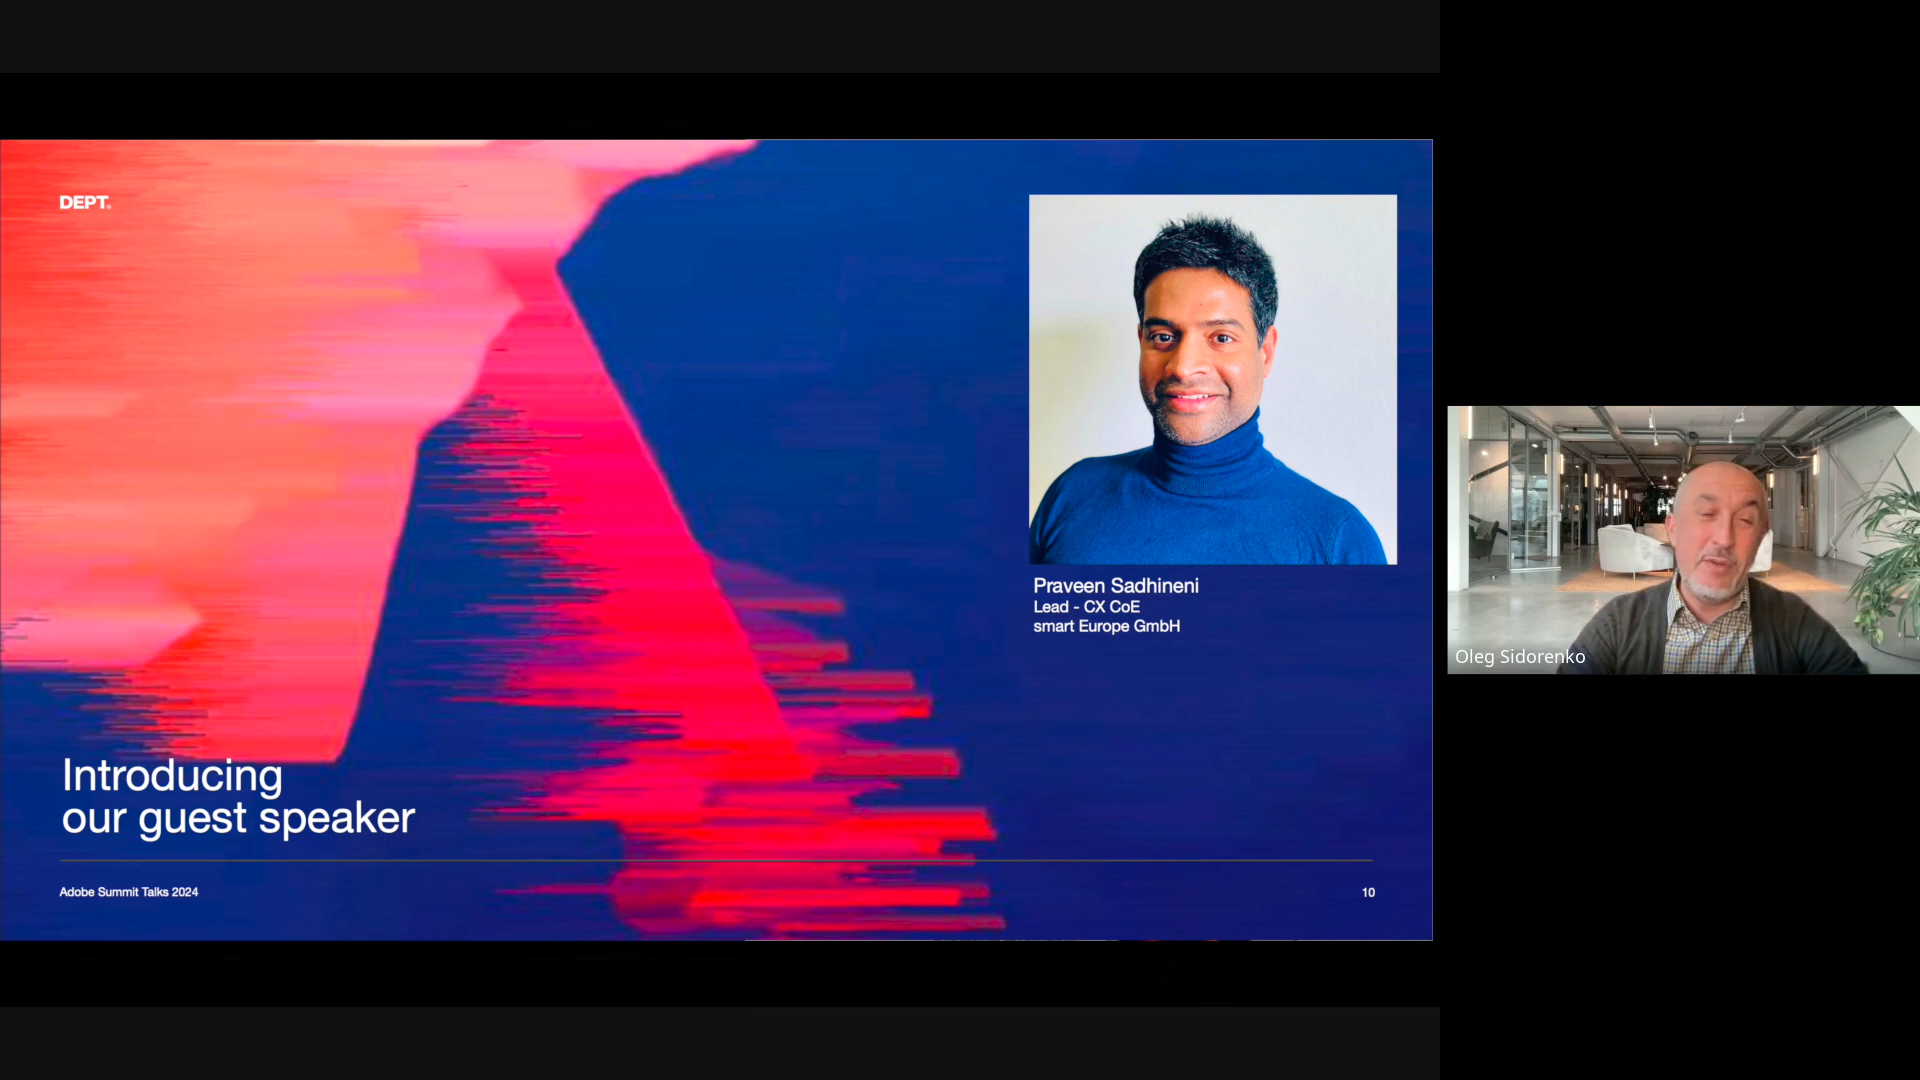 DEPT®
Praveen Sadhineni
Lead - CX CoE
smart Europe GmbH
Oleg Sidorenko
Introducing
our guest speaker
Adobe Summit Talks 2024
10